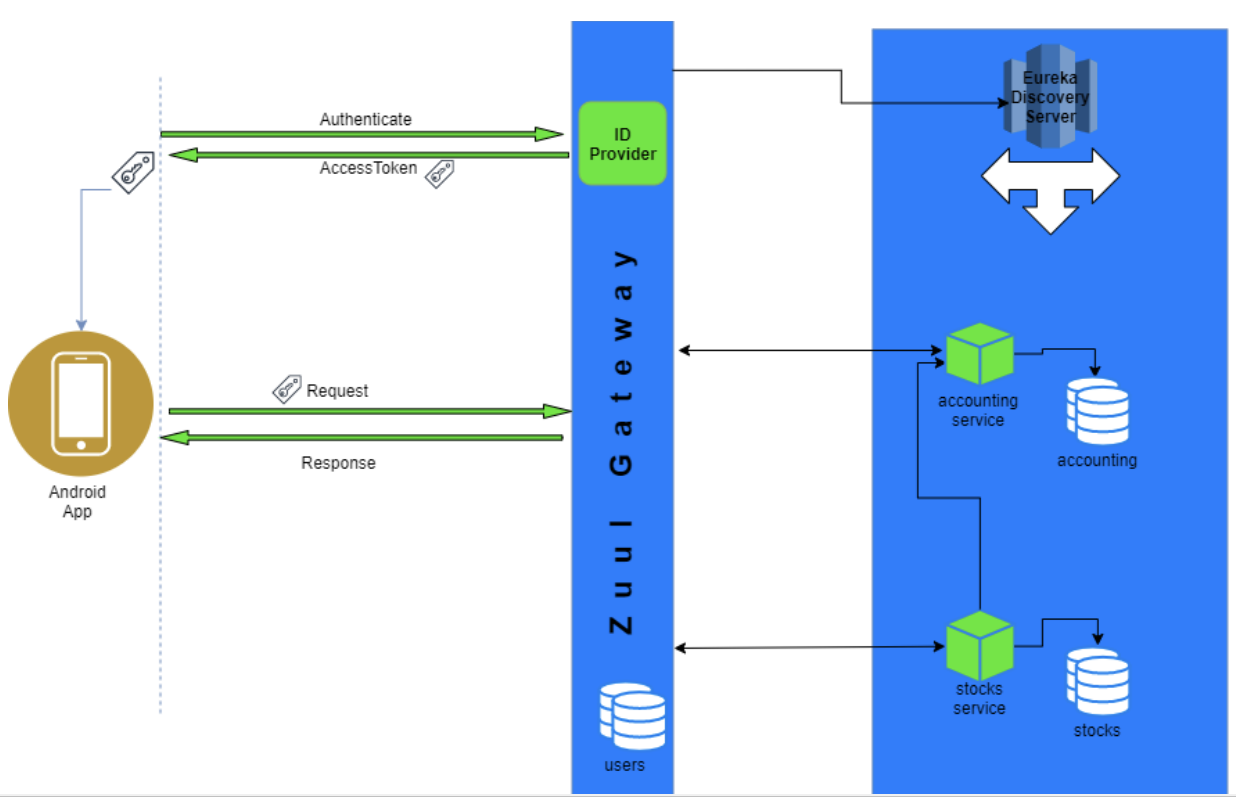 Authenticate
AccessToken
ID
Provider
Eureka
Discovery
Server
Zuul Gateway
Request
Response
Android
App
accounting
service
accounting
stocks
service
stocks
users